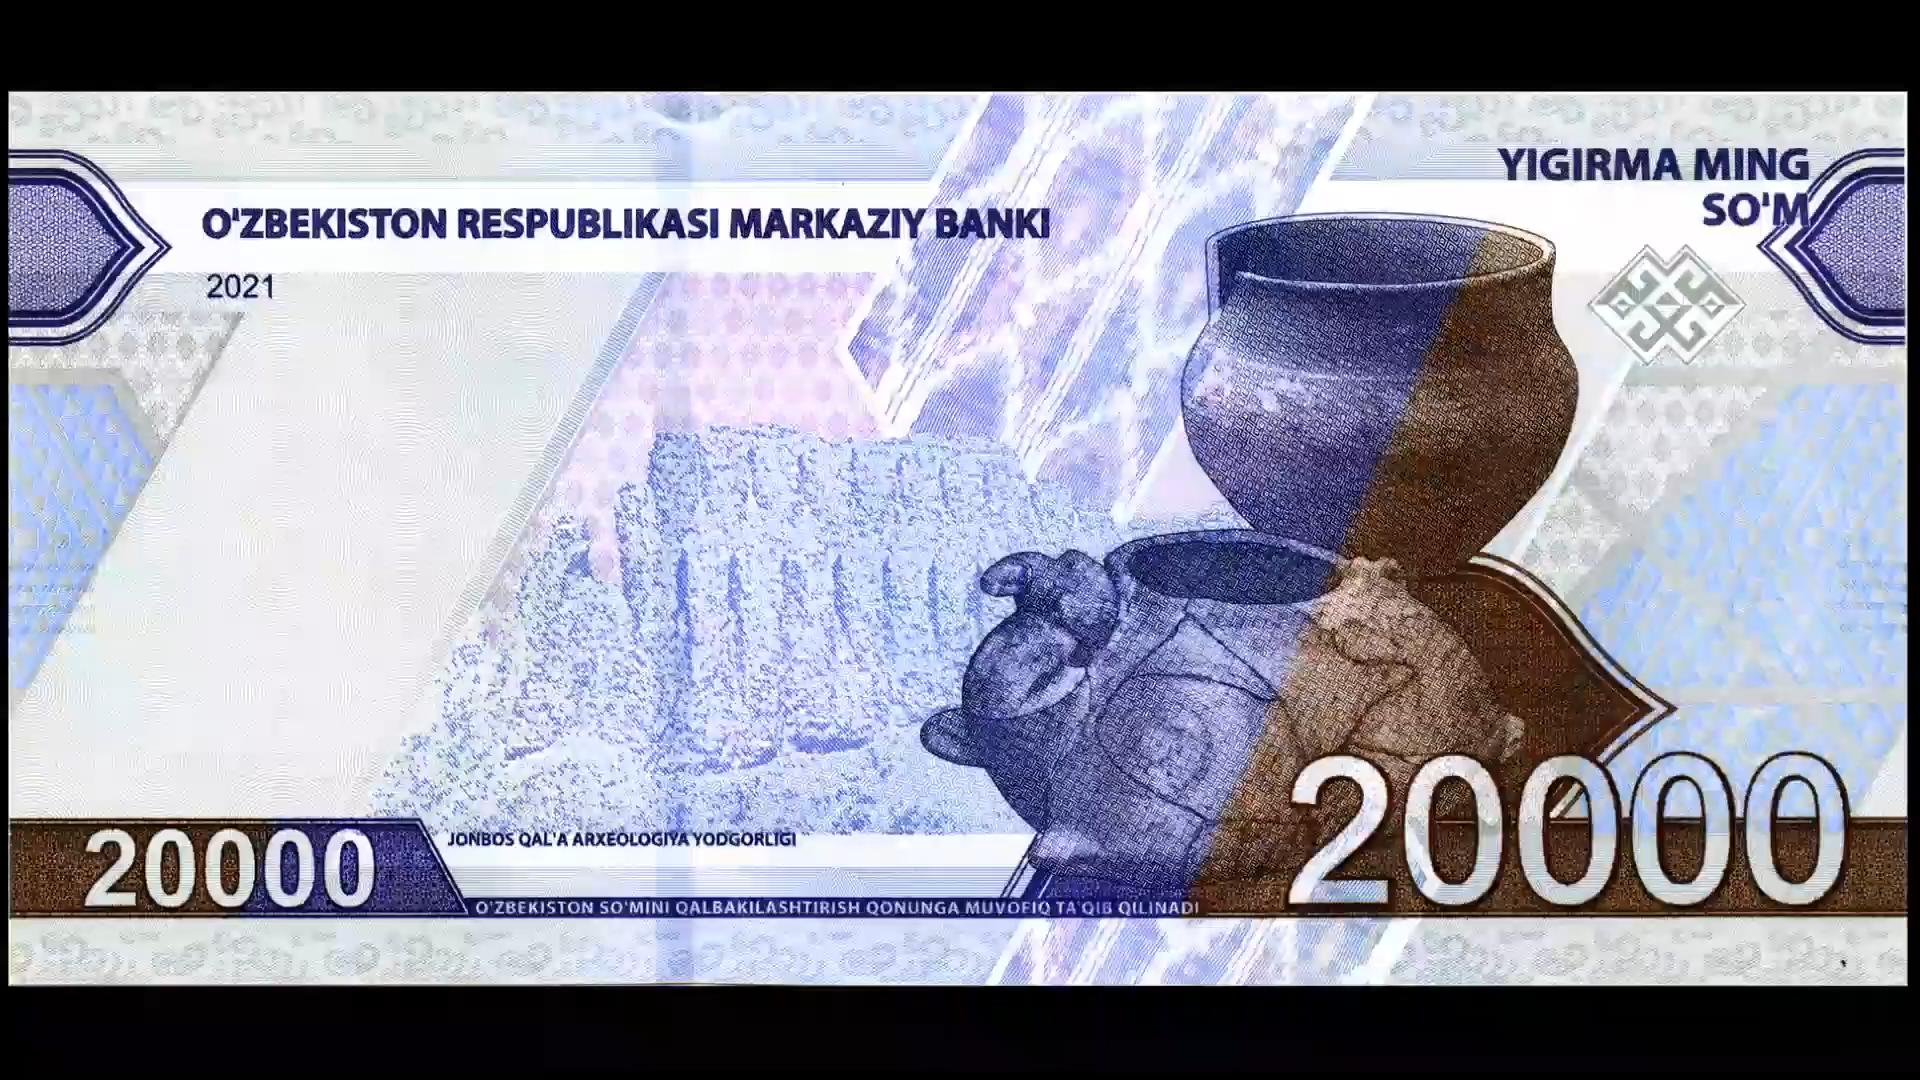 YIGIRMA MING
SO'M
O'ZBEKISTON RESPUBLIKASI MARKAZIY BANKI
2021
20000
JONBOS QAL'A ARXEOLOGIYA YODGORLIGI
O'ZBEKISTON SO'MINI QALBAKILASHTIRISH QONUNGA MUVOFIQ TA'QIB QILINADI
20000